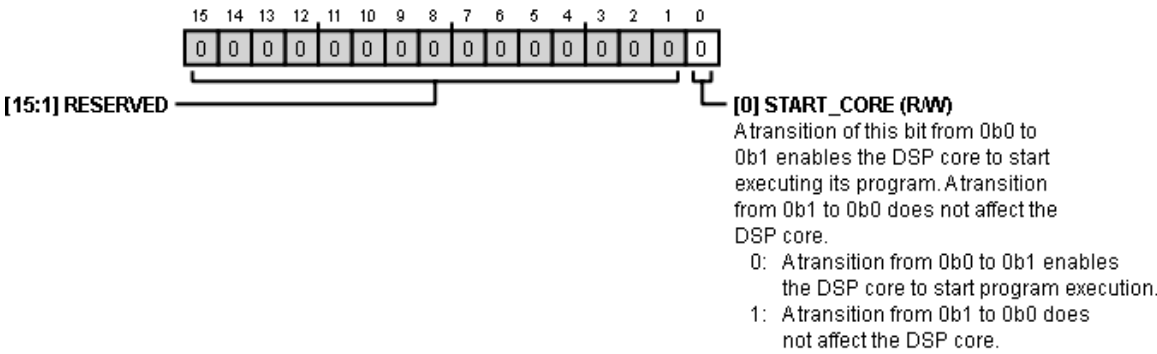 15 14 13 12 11 10 9 8 7 6 5 4 3 2 1 0
0 0 0 0 0 0 0 0 0 0 0 0 0 0 0 0
[15:1] RESERVED
[0] START_CORE (R/W)
A transition of this bit from 0b0 to
0b1 enables the DSP core to start
executing its program. A transition
from 0b1 to 0b0 does not affect the
DSP core.
0: A transition from 0b0 to 0b1 enables
the DSP core to start program execution.
1: A transition from 0b1 to 0b0 does
not affect the DSP core.